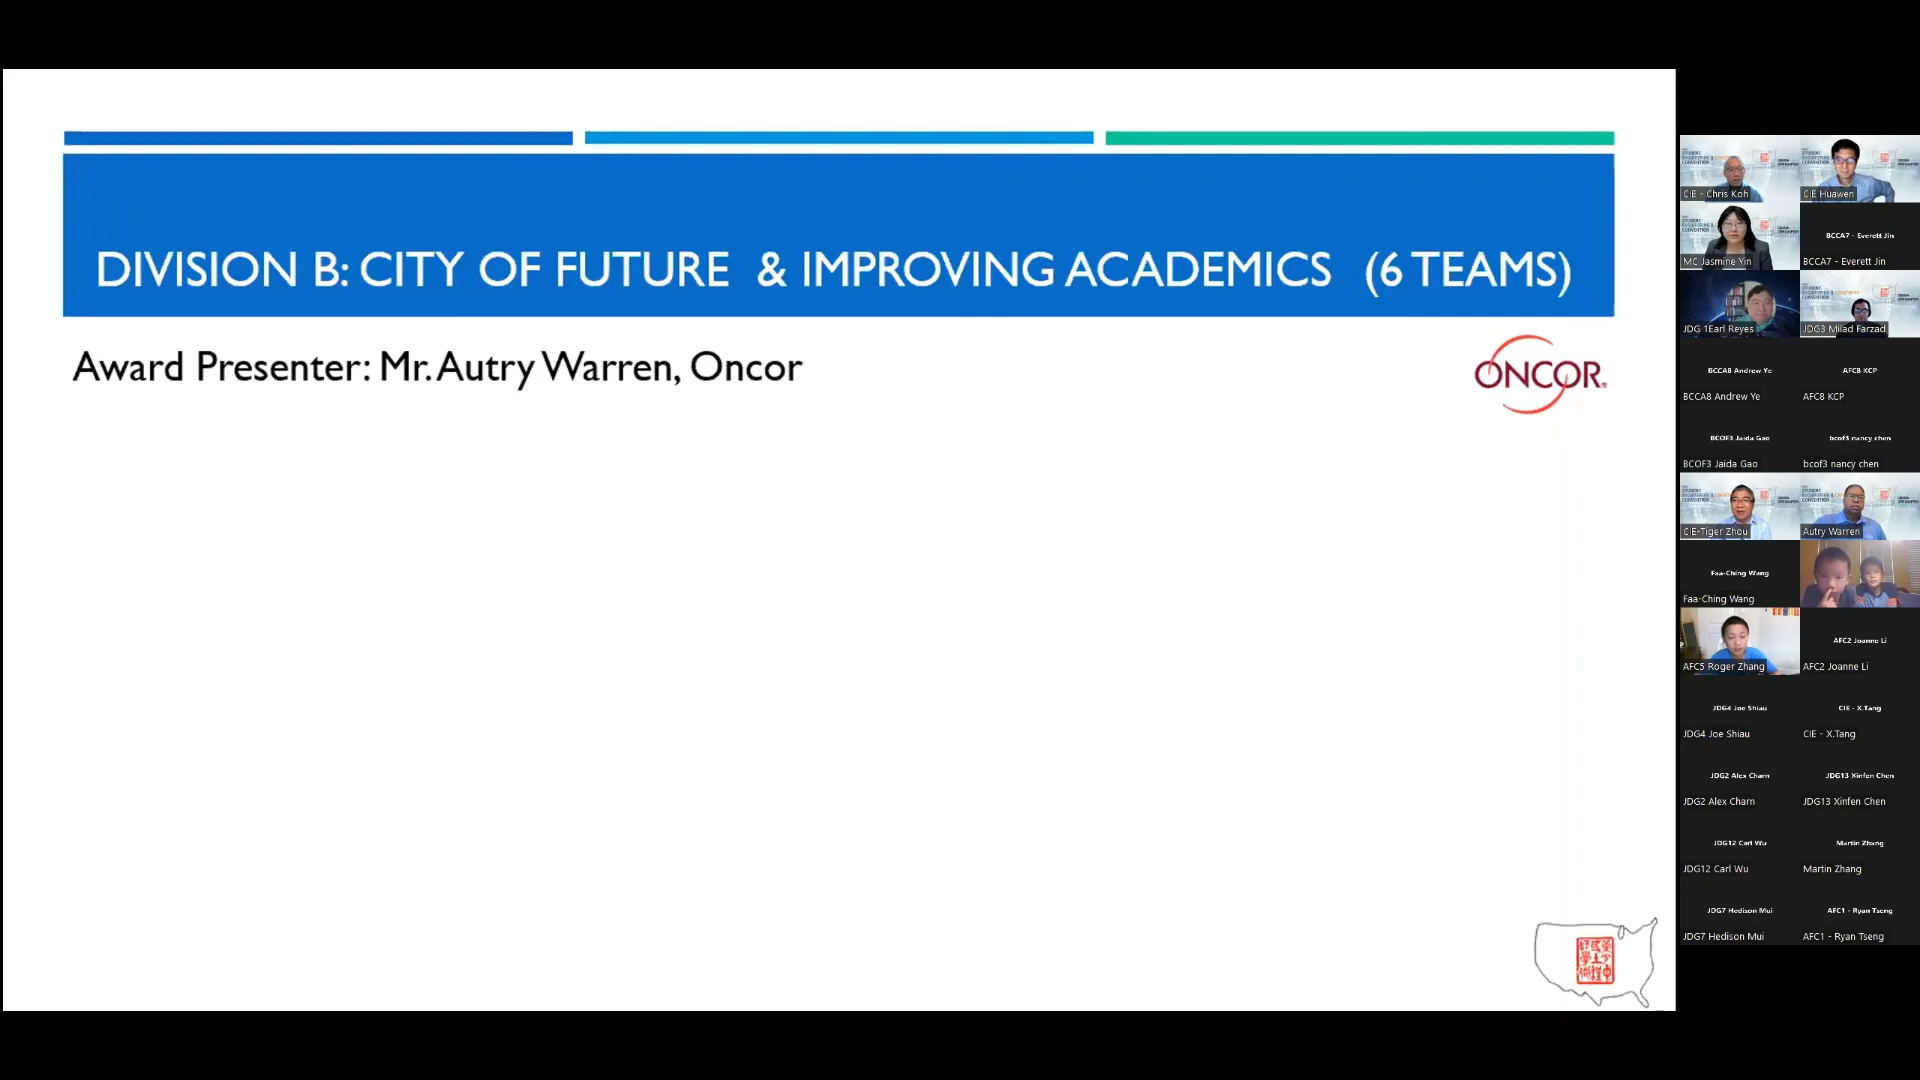 DIVISION B: CITY OF FUTURE & IMPROVING ACADEMICS (6 TEAMS)
Award Presenter: Mr. Autry Warren, Oncor
ONCOR
CIE - Chris Koh
CIE Huawen
MC Jasmine Yin
BCCA7 - Everett Jin
BCCA7 - Everett Jin
JDG 1Earl Reyes
JDG3 Milad Farzad
BCCA8 Andrew Ye
BCCA8 Andrew Ye
AFC8 KCP
AFC8 KCP
BCOF3 Jaida Gao
BCOF3 Jaida Gao
bcof3 nancy chen
bcof3 nancy chen
CIE-Tiger Zhou
Autry Warren
Faa-Ching Wang
Faa-Ching Wang
AFC5 Roger Zhang
AFC2 Joanne Li
AFC2 Joanne Li
JDG4 Joe Shiau
JDG4 Joe Shiau
CIE - X.Tang
CIE - X.Tang
JDG2 Alex Charn
JDG2 Alex Charn
JDG13 Xinfen Chen
JDG13 Xinfen Chen
JDG12 Carl Wu
JDG12 Carl Wu
Martin Zhang
Martin Zhang
JDG7 Hedison Mui
JDG7 Hedison Mui
AFC1 - Ryan Tseng
AFC1 - Ryan Tseng